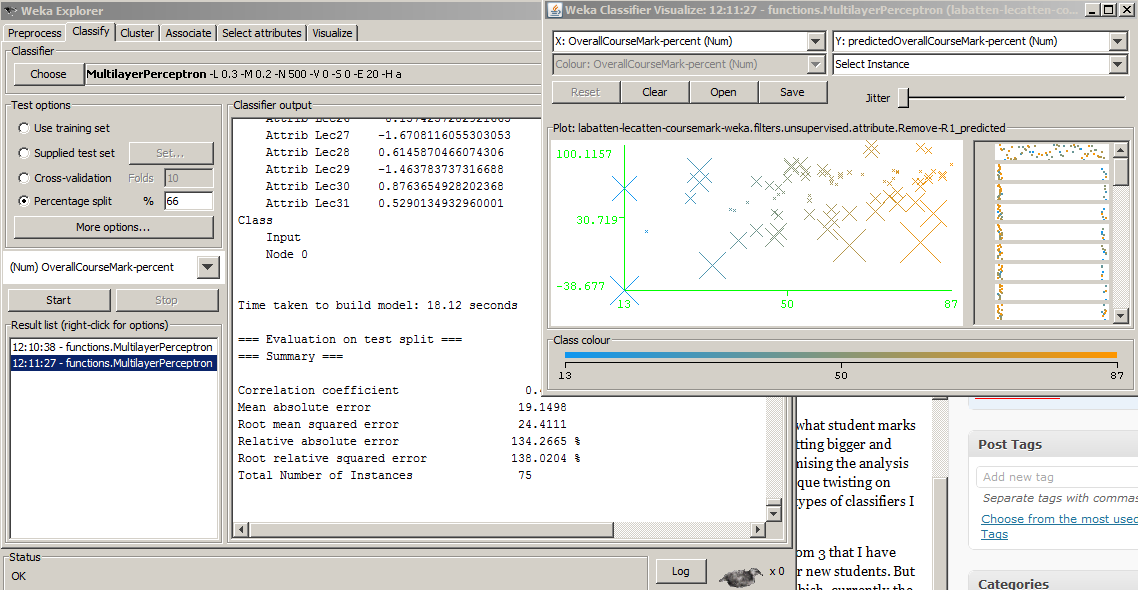 Weka Explorer
Preprocess Classify Cluster Associate Select attributes Visualize
Classifier
Choose MultilayerPerceptron -L 0.3 -M 0.2 -N 500 -V 0 -S 0 -E 20 -H a
Test options
Use training set
Supplied test set Set...
Cross-validation Folds 10
Percentage split % 66
More options...
(Num) OverallCourseMark-percent
Start Stop
Result list (right-click for options)
12:10:38 - functions.MultilayerPerceptron
12:11:27 - functions.MultilayerPerceptron
Classifier output
Attrib Lec27 -1.6708116055303053
Attrib Lec28 0.6145870466074306
Attrib Lec29 -1.463783737316688
Attrib Lec30 0.8763654928202368
Attrib Lec31 0.5290134932960001
Class
Input
Node 0
Time taken to build model: 18.12 seconds
=== Evaluation on test split ===
=== Summary ===
Correlation coefficient 0.
Mean absolute error 19.1498
Root mean squared error 24.4111
Relative absolute error 134.2665 %
Root relative squared error 138.0204 %
Total Number of Instances 75
Status
OK
Log
x 0
Weka Classifier Visualize: 12:11:27 - functions.MultilayerPerceptron (labatten-lecatten-co...
X: OverallCourseMark-percent (Num) Y: predictedOverallCourseMark-percent (Num)
Colour: OverallCourseMark-percent (Num) Select Instance
Reset Clear Open Save Jitter
Plot: labatten-lecatten-coursemark-weka.filters.unsupervised.attribute.Remove-R1_predicted
100.1157
30.719
-38.677
13 50 87
Class colour
13 50 87
what student marks
tting bigger and
nising the analysis
que twisting on
types of classifiers I
om 3 that I have
r new students. But
currently the
Post Tags
Add new tag
Separate tags with commas
Choose from the most used
Tags
Categories